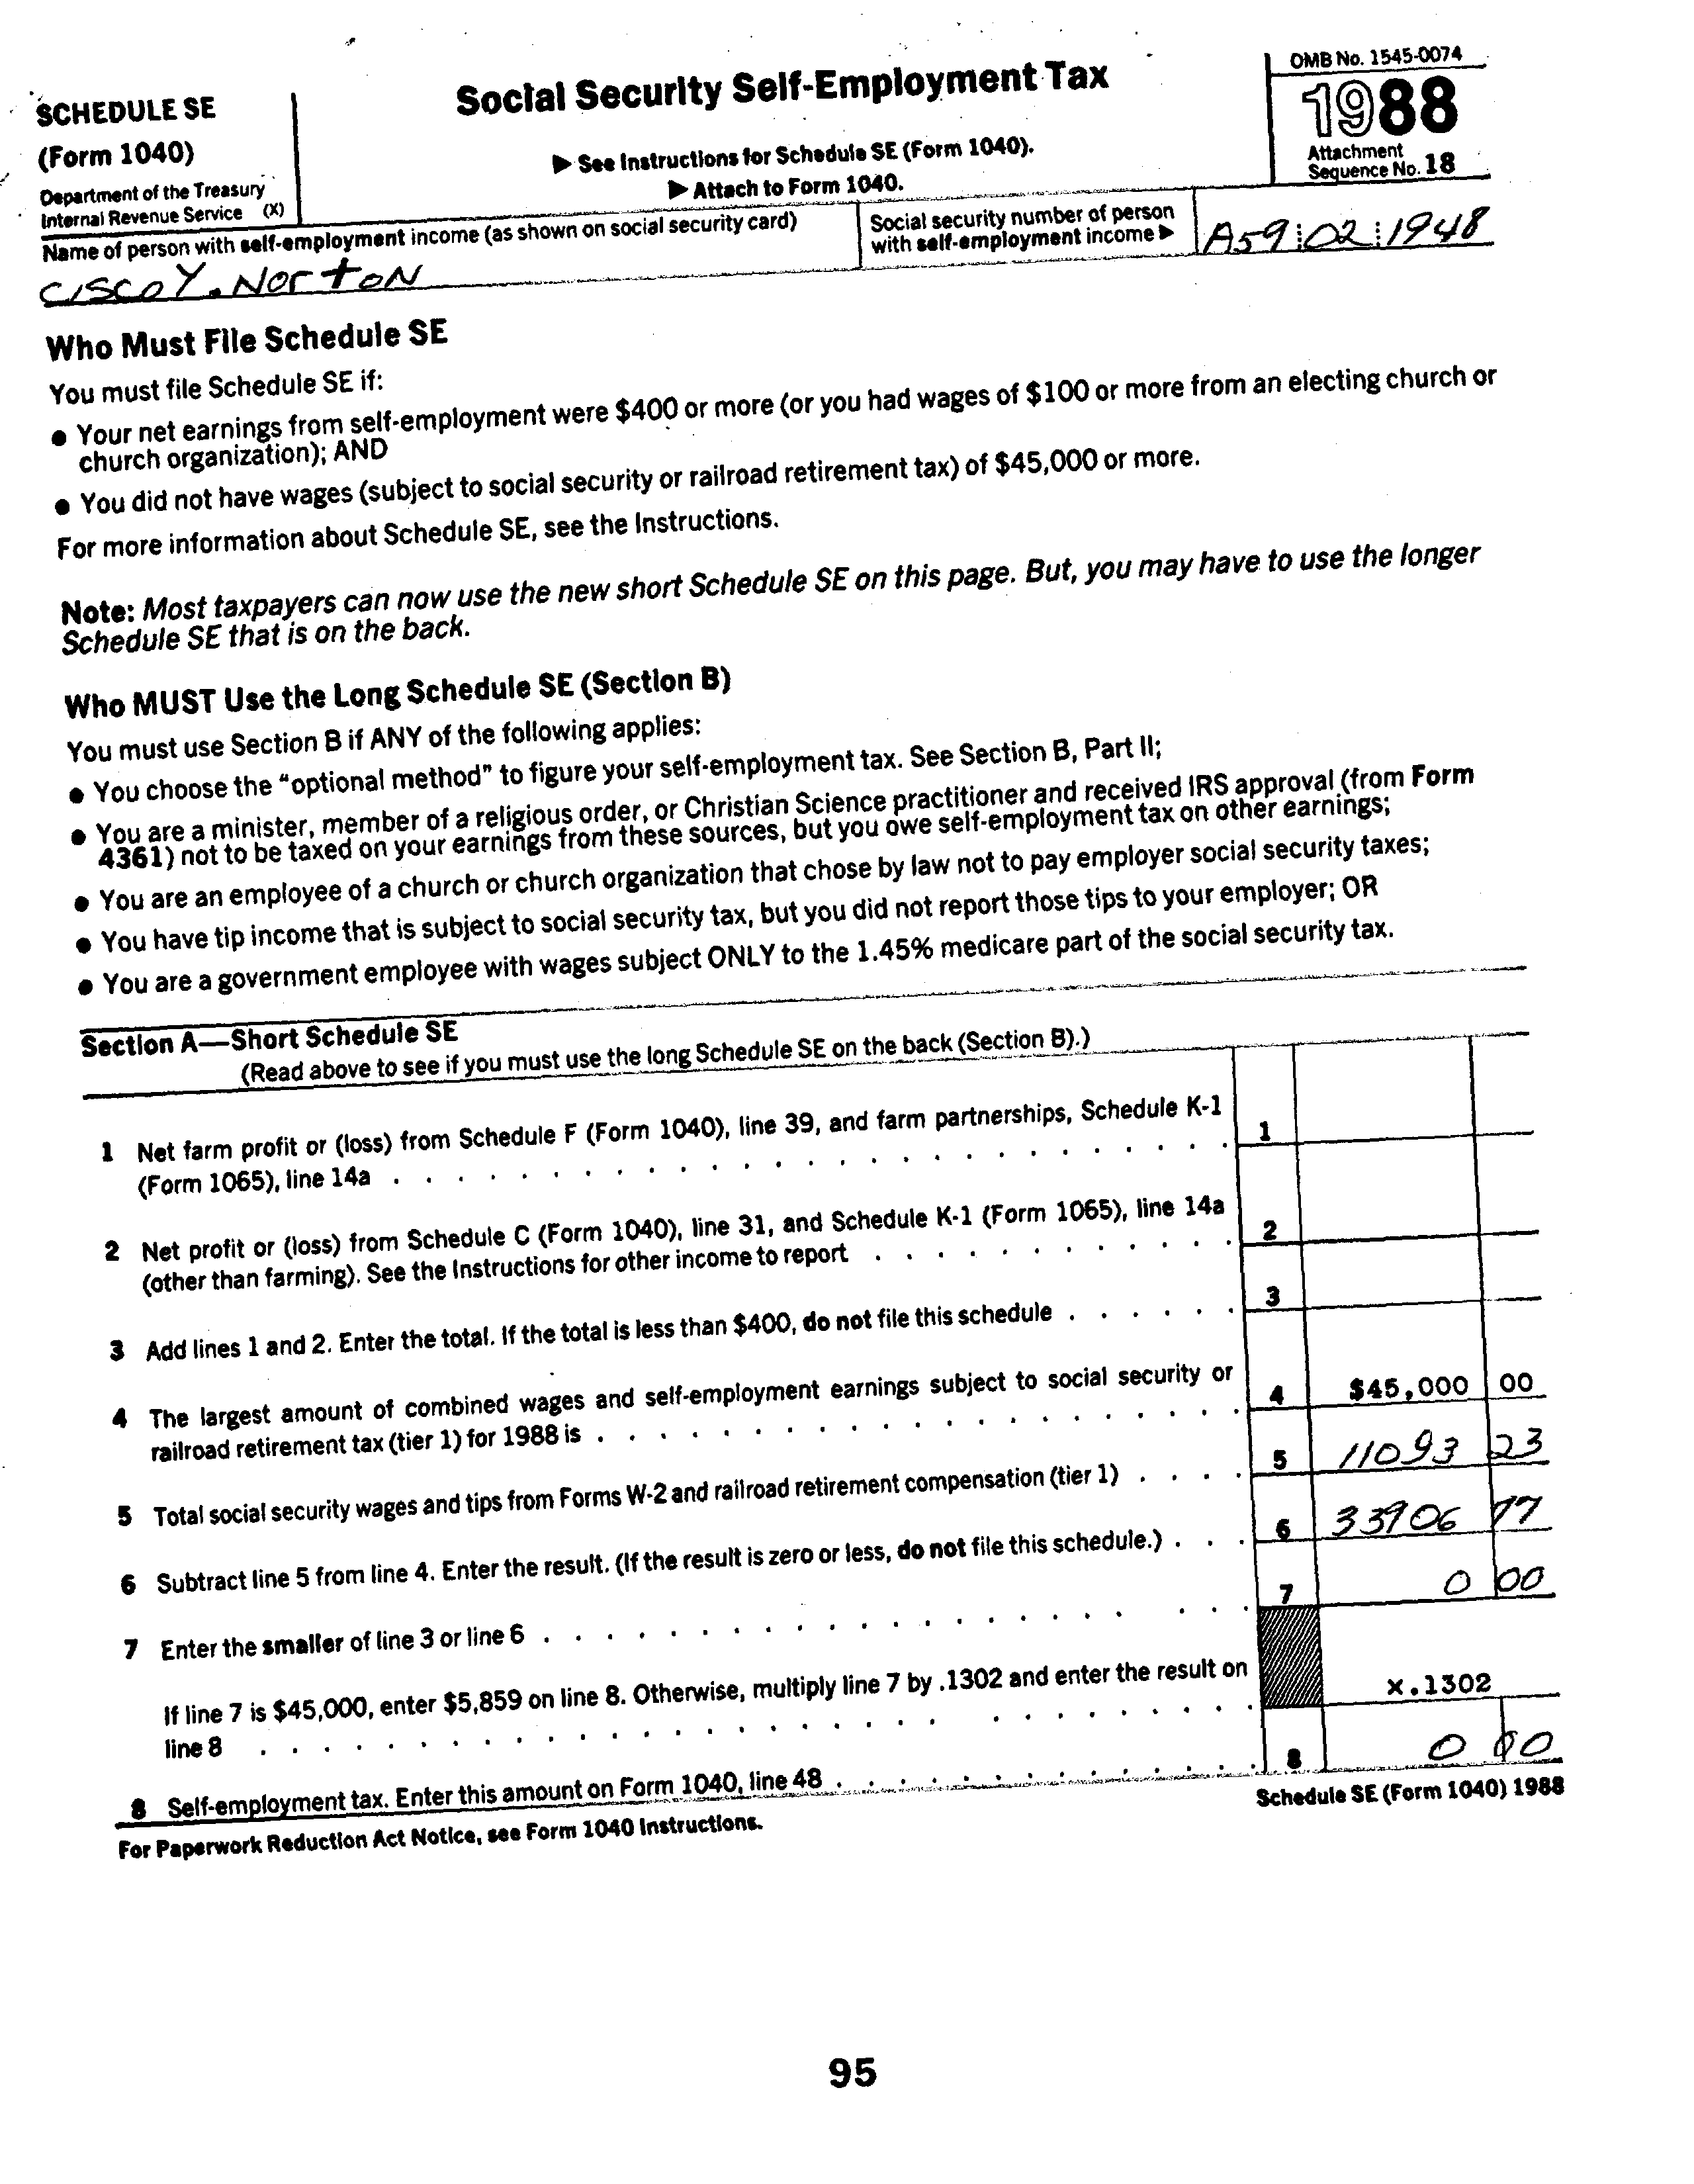 SCHEDULE SE
(Form 1040)
Department of the Treasury
Internal Revenue Service (X)
Social Security Self-Employment Tax
▶ See Instructions for Schedule SE (Form 1040).
▶ Attach to Form 1040.
OMB No. 1545-0074
1988
Attachment
Sequence No. 18
Name of person with self-employment income (as shown on social security card)
CISCO Y. NORTON
Social security number of person
with self-employment income ▶
A59 02 1948
Who Must File Schedule SE
You must file Schedule SE if:
● Your net earnings from self-employment were $400 or more (or you had wages of $100 or more from an electing church or
church organization); AND
● You did not have wages (subject to social security or railroad retirement tax) of $45,000 or more.
For more information about Schedule SE, see the Instructions.
Note: Most taxpayers can now use the new short Schedule SE on this page. But, you may have to use the longer
Schedule SE that is on the back.
Who MUST Use the Long Schedule SE (Section B)
You must use Section B if ANY of the following applies:
● You choose the "optional method" to figure your self-employment tax. See Section B, Part II;
● You are a minister, member of a religious order, or Christian Science practitioner and received IRS approval (from Form
4361) not to be taxed on your earnings from these sources, but you owe self-employment tax on other earnings;
● You are an employee of a church or church organization that chose by law not to pay employer social security taxes;
● You have tip income that is subject to social security tax, but you did not report those tips to your employer; OR
● You are a government employee with wages subject ONLY to the 1.45% medicare part of the social security tax.
Section A—Short Schedule SE
(Read above to see if you must use the long Schedule SE on the back (Section B).)
1 Net farm profit or (loss) from Schedule F (Form 1040), line 39, and farm partnerships, Schedule K-1
(Form 1065), line 14a . . . . . . . . . . . . . . . . . . . . . . . . . . . 1
2 Net profit or (loss) from Schedule C (Form 1040), line 31, and Schedule K-1 (Form 1065), line 14a
(other than farming). See the Instructions for other income to report . . . . . . . . . . . . 2
3 Add lines 1 and 2. Enter the total. If the total is less than $400, do not file this schedule . . . . . . 3
4 The largest amount of combined wages and self-employment earnings subject to social security or
railroad retirement tax (tier 1) for 1988 is . . . . . . . . . . . . . . . . . . . . . 4 $45,000 00
5 Total social security wages and tips from Forms W-2 and railroad retirement compensation (tier 1) . . . . 5 11093 23
6 Subtract line 5 from line 4. Enter the result. (If the result is zero or less, do not file this schedule.) . . . 6 33906 77
7 Enter the smaller of line 3 or line 6 . . . . . . . . . . . . . . . . . . . . . . 7 0 00
If line 7 is $45,000, enter $5,859 on line 8. Otherwise, multiply line 7 by .1302 and enter the result on
line 8 . . . . . . . . . . . . . . . . . . . . . . . . . . . . . . x.1302
8 Self-employment tax. Enter this amount on Form 1040, line 48 . . . . . . . . . . . . . . 8 0 00
For Paperwork Reduction Act Notice, see Form 1040 Instructions.
Schedule SE (Form 1040) 1988
95